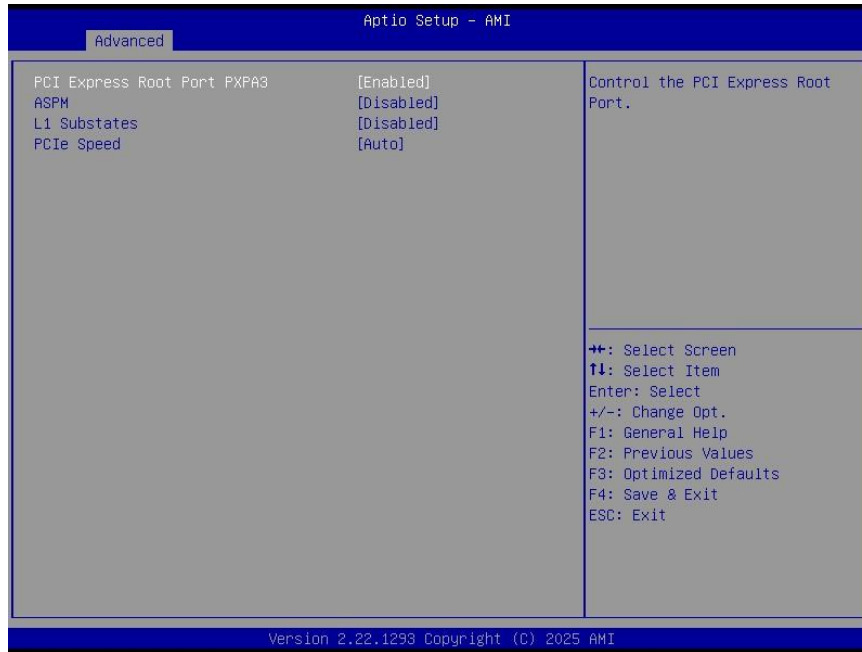 Aptio Setup – AMI
Advanced
PCI Express Root Port PXPA3 [Enabled]
ASPM [Disabled]
L1 Substates [Disabled]
PCIe Speed [Auto]
Control the PCI Express Root
Port.
→←: Select Screen
↑↓: Select Item
Enter: Select
+/-: Change Opt.
F1: General Help
F2: Previous Values
F3: Optimized Defaults
F4: Save & Exit
ESC: Exit
Version 2.22.1293 Copyright (C) 2025 AMI